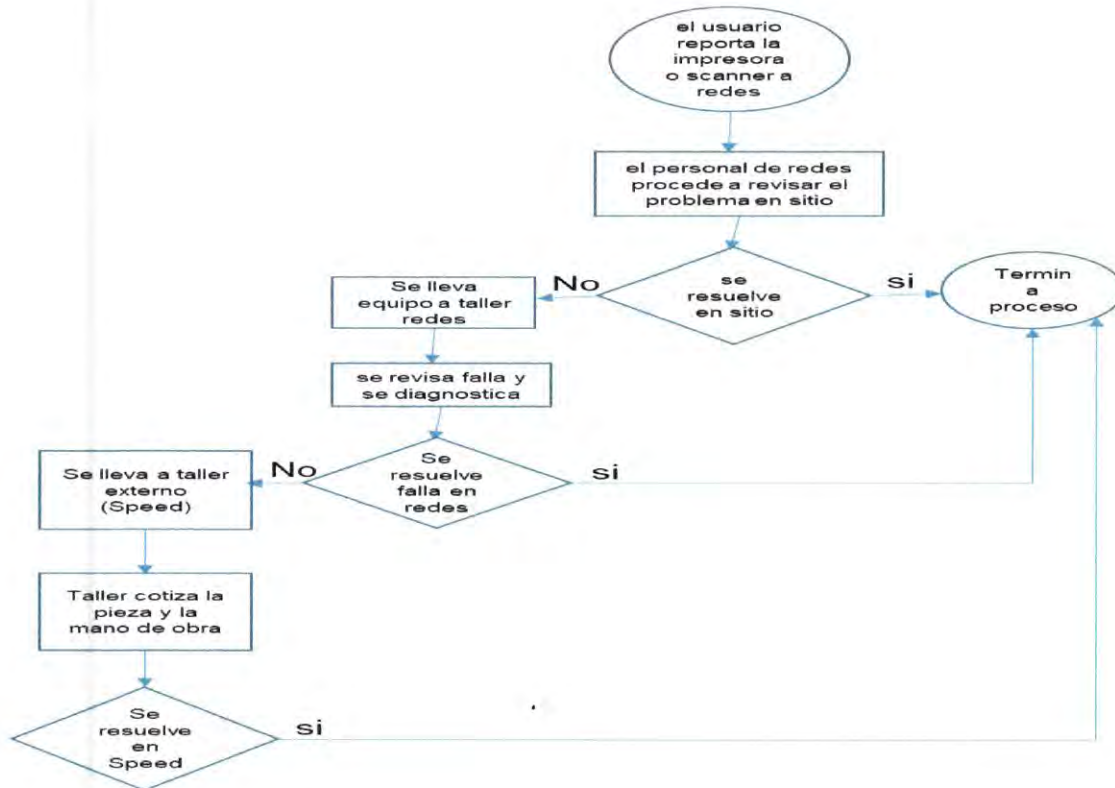 el usuario
reporta la
impresora
o scanner a
redes
el personal de redes
procede a revisar el
problema en sitio
se
resuelve
en sitio
No
si
Termin
a
proceso
Se lleva
equipo a taller
redes
se revisa falla y
se diagnostica
Se
resuelve
falla en
redes
No
si
Se lleva a taller
externo
(Speed)
Taller cotiza la
pieza y la
mano de obra
Se
resuelve
en
Speed
si